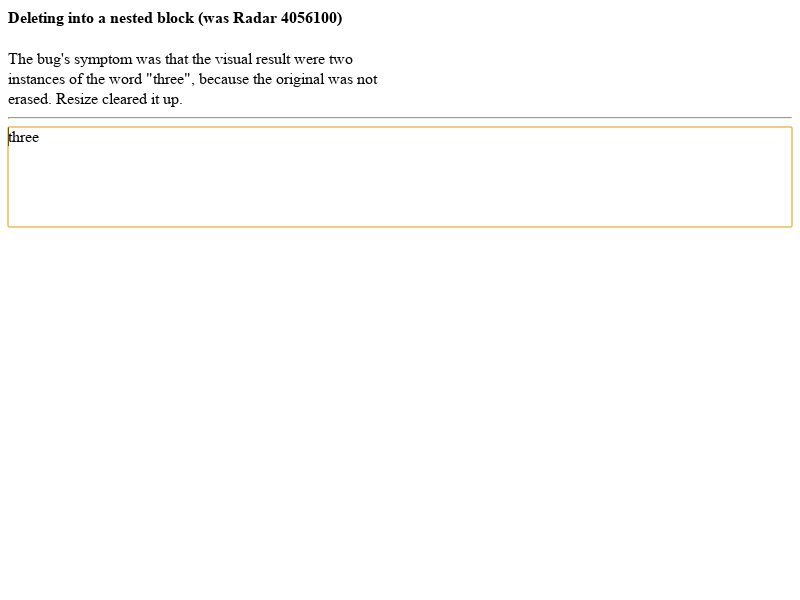 Deleting into a nested block (was Radar 4056100)
The bug's symptom was that the visual result were two
instances of the word "three", because the original was not
erased. Resize cleared it up.
three